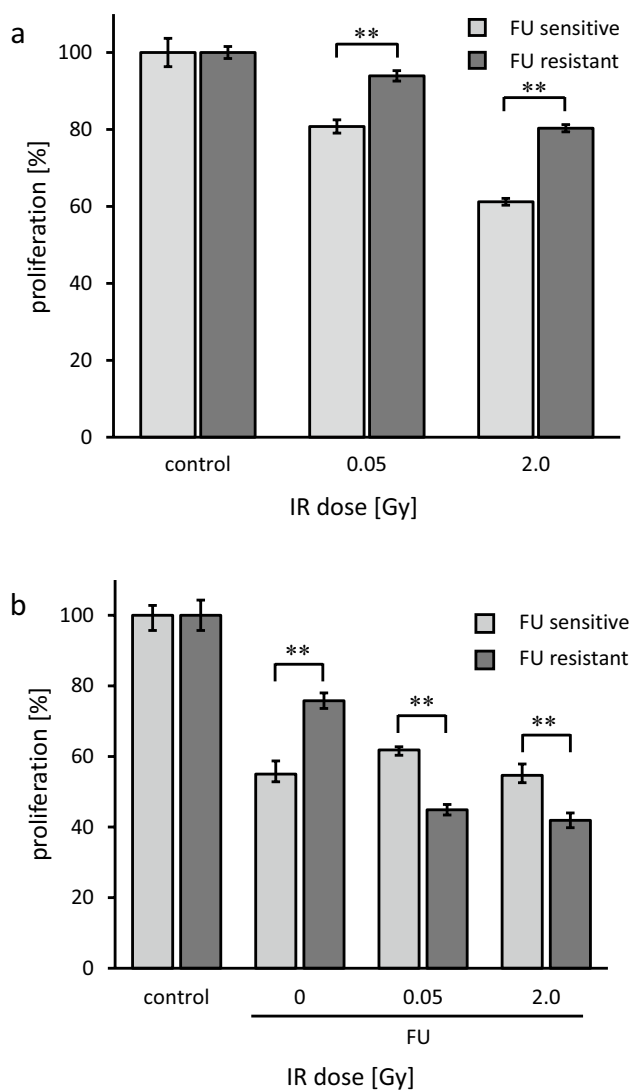 a
FU sensitive
FU resistant
**
**
100
80
60
40
20
0
proliferation [%]
control
0.05
2.0
IR dose [Gy]
b
FU sensitive
FU resistant
**
**
**
100
80
60
40
20
0
proliferation [%]
control
0
0.05
2.0
FU
IR dose [Gy]